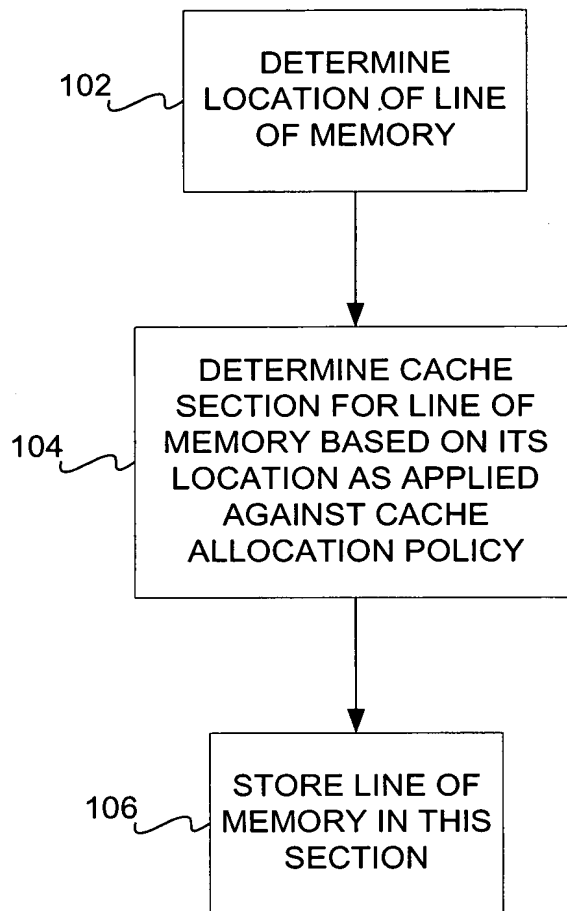 102
DETERMINE
LOCATION OF LINE
OF MEMORY
104
DETERMINE CACHE
SECTION FOR LINE OF
MEMORY BASED ON ITS
LOCATION AS APPLIED
AGAINST CACHE
ALLOCATION POLICY
106
STORE LINE OF
MEMORY IN THIS
SECTION